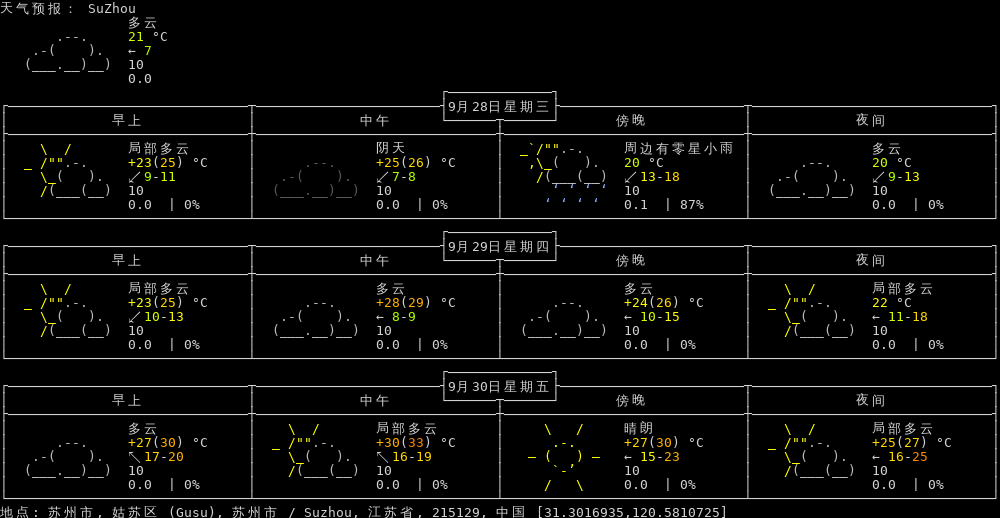 天气预报: SuZhou
多云
21 °C
← 7
10
0.0
9月28日星期三
早上 中午 傍晚 夜间
局部多云 阴天 周边有零星小雨 多云
+23(25) °C +25(26) °C 20 °C 20 °C
↙ 9-11 ↙ 7-8 ↙ 13-18 ↙ 9-13
10 10 10 10
0.0 | 0% 0.0 | 0% 0.1 | 87% 0.0 | 0%
9月29日星期四
早上 中午 傍晚 夜间
局部多云 多云 多云 局部多云
+23(25) °C +28(29) °C +24(26) °C 22 °C
↙ 10-13 ← 8-9 ← 10-15 ← 11-18
10 10 10 10
0.0 | 0% 0.0 | 0% 0.0 | 0% 0.0 | 0%
9月30日星期五
早上 中午 傍晚 夜间
多云 局部多云 晴朗 局部多云
+27(30) °C +30(33) °C +27(30) °C +25(27) °C
↖ 17-20 ↖ 16-19 ← 15-23 ← 16-25
10 10 10 10
0.0 | 0% 0.0 | 0% 0.0 | 0% 0.0 | 0%
地点: 苏州市, 姑苏区 (Gusu), 苏州市 / Suzhou, 江苏省, 215129, 中国 [31.3016935,120.5810725]